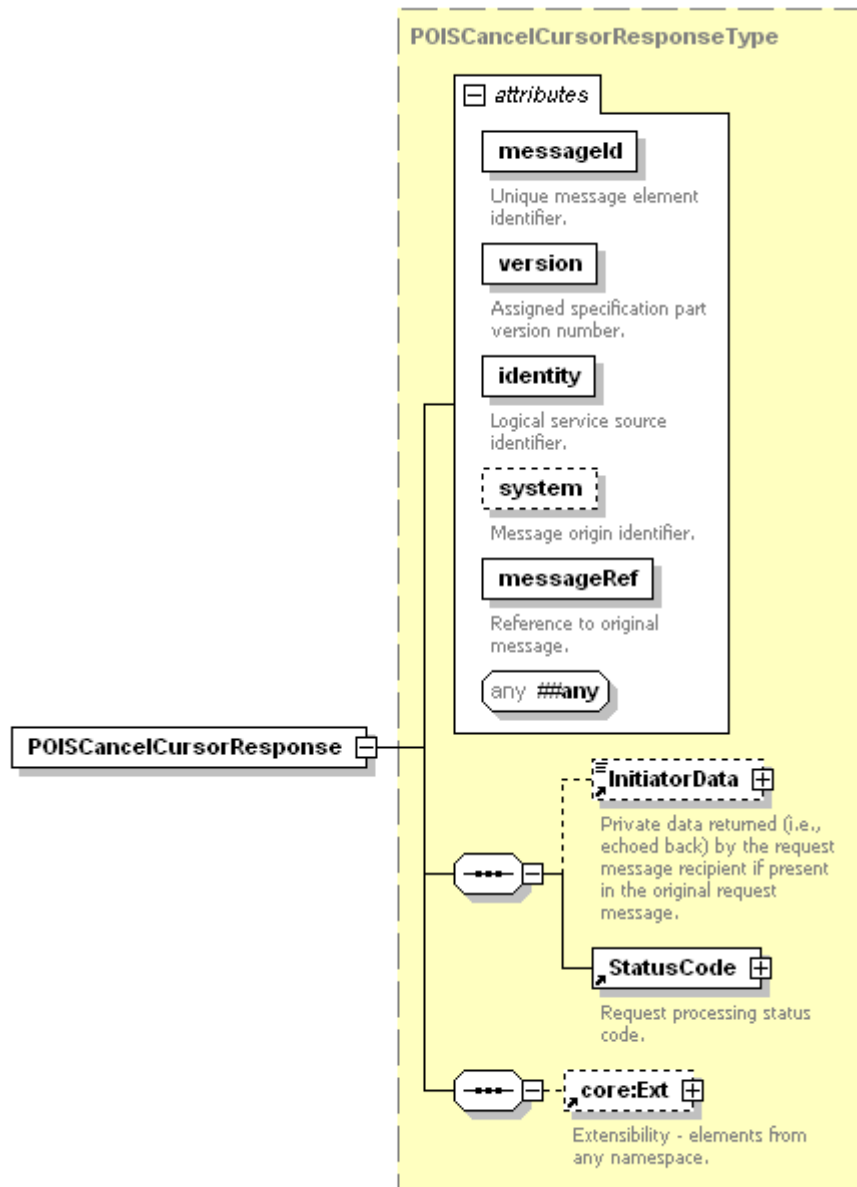 POISCancelCursorResponseType
attributes
messageId
Unique message element
identifier.
version
Assigned specification part
version number.
identity
Logical service source
identifier.
system
Message origin identifier.
messageRef
Reference to original
message.
any ##any
POISCancelCursorResponse
InitiatorData
Private data returned (i.e.,
echoed back) by the request
message recipient if present
in the original request
message.
StatusCode
Request processing status
code.
core:Ext
Extensibility - elements from
any namespace.